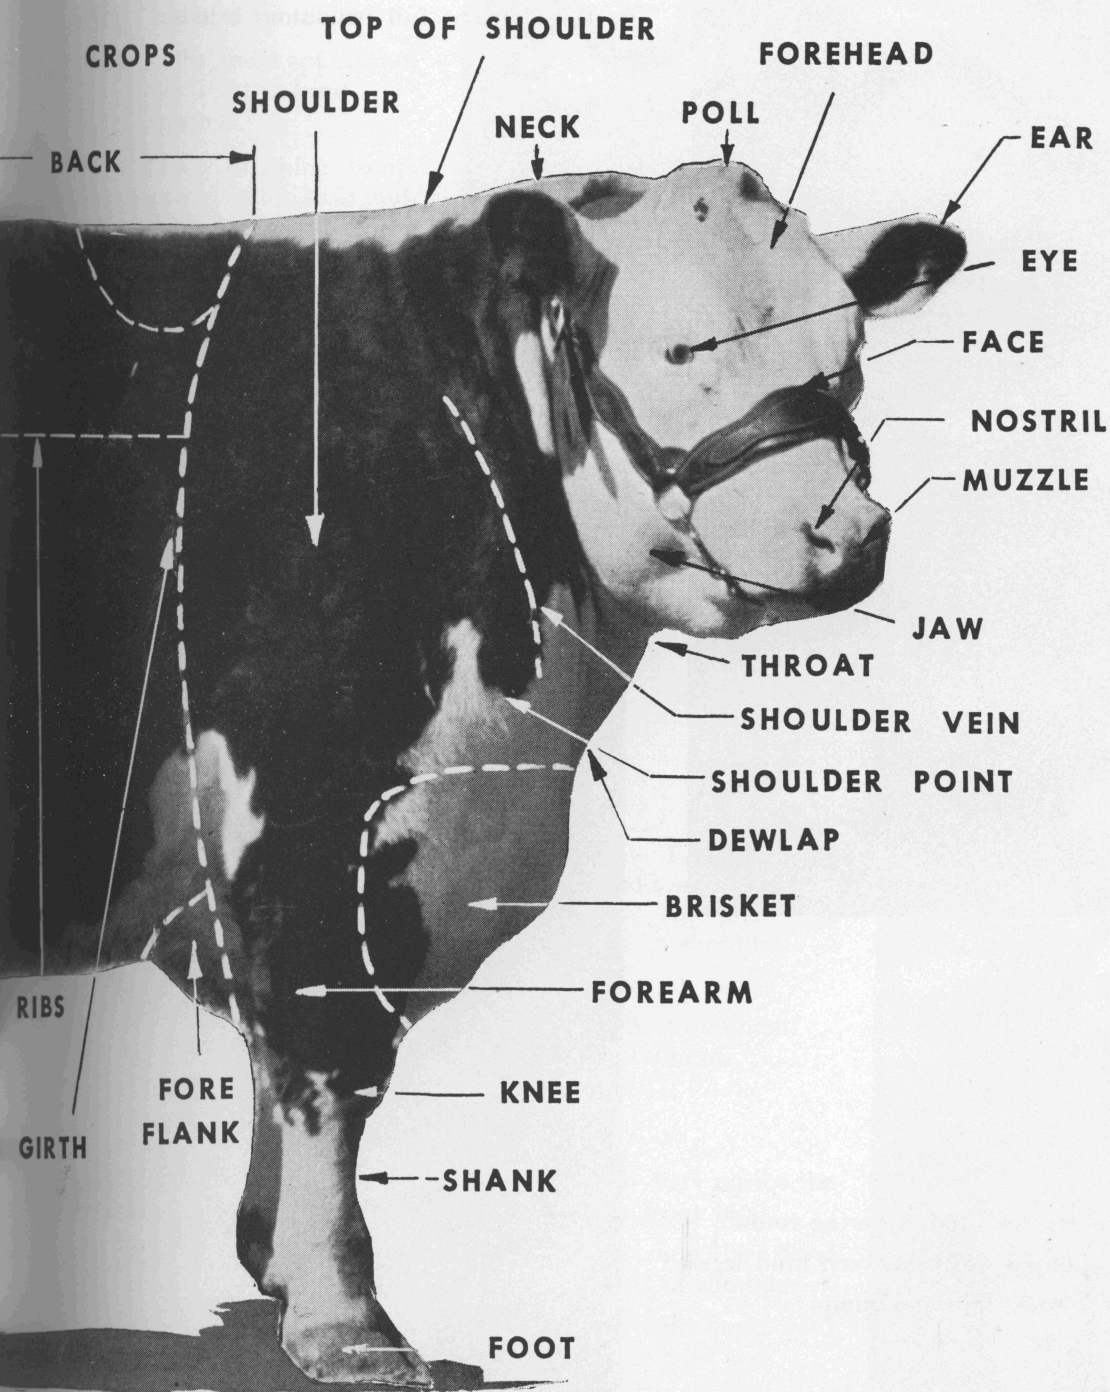 TOP OF SHOULDER
CROPS
FOREHEAD
SHOULDER
POLL
NECK
EAR
BACK
EYE
FACE
NOSTRIL
MUZZLE
JAW
THROAT
SHOULDER VEIN
SHOULDER POINT
DEWLAP
BRISKET
FOREARM
RIBS
FORE
FLANK
KNEE
GIRTH
SHANK
FOOT